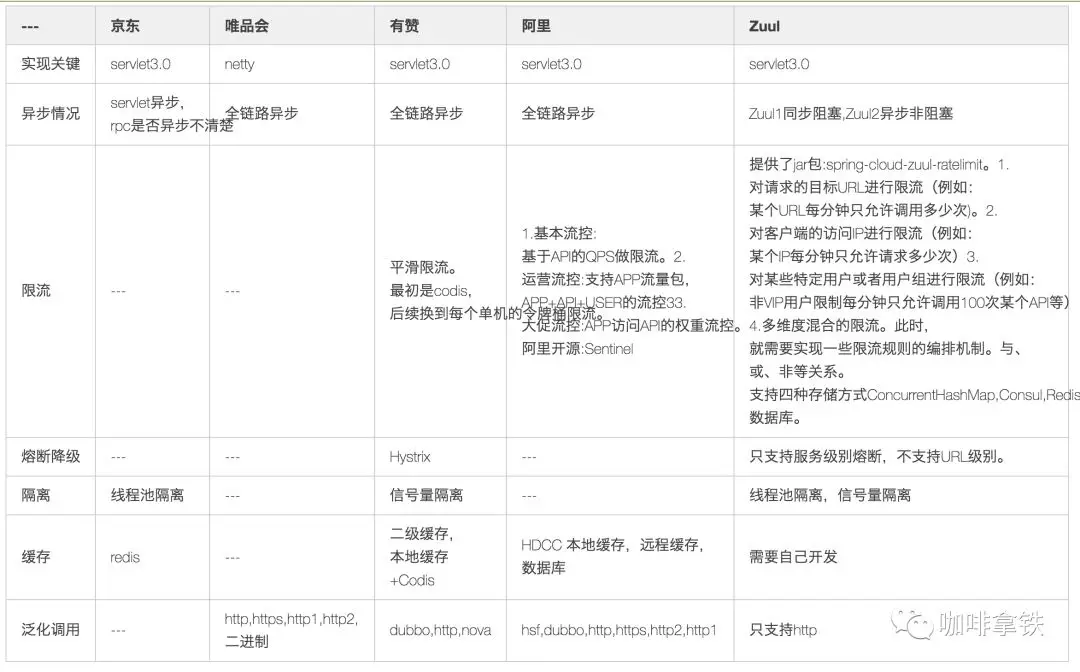 ---
京东
唯品会
有赞
阿里
Zuul
实现关键
servlet3.0
netty
servlet3.0
servlet3.0
servlet3.0
异步情况
servlet异步,
rpc是否异步不清楚
全链路异步
全链路异步
全链路异步
Zuul1同步阻塞,Zuul2异步非阻塞
限流
---
---
平滑限流。
最初是codis,
后续换到每个单机的令牌桶限流。
1.基本流控:
基于API的QPS做限流。2.
运营流控:支持APP流量包,
APP+API+USER的流控33.
大促流控:APP访问API的权重流控。
阿里开源:Sentinel
提供了jar包:spring-cloud-zuul-ratelimit。1.
对请求的目标URL进行限流（例如:
某个URL每分钟只允许调用多少次)。2.
对客户端的访问IP进行限流（例如:
某个IP每分钟只允许请求多少次）3.
对某些特定用户或者用户组进行限流（例如:
非VIP用户限制每分钟只允许调用100次某个API等）
4.多维度混合的限流。此时,
就需要实现一些限流规则的编排机制。与、
或、非等关系。
支持四种存储方式ConcurrentHashMap,Consul,Redis
数据库。
熔断降级
---
---
Hystrix
---
只支持服务级别熔断，不支持URL级别。
隔离
线程池隔离
---
信号量隔离
---
线程池隔离，信号量隔离
缓存
redis
---
二级缓存,
本地缓存
+Codis
HDCC 本地缓存，远程缓存,
数据库
需要自己开发
泛化调用
---
http,https,http1,http2,
二进制
dubbo,http,nova
hsf,dubbo,http,https,http2,http1
只支持http
咖啡拿铁